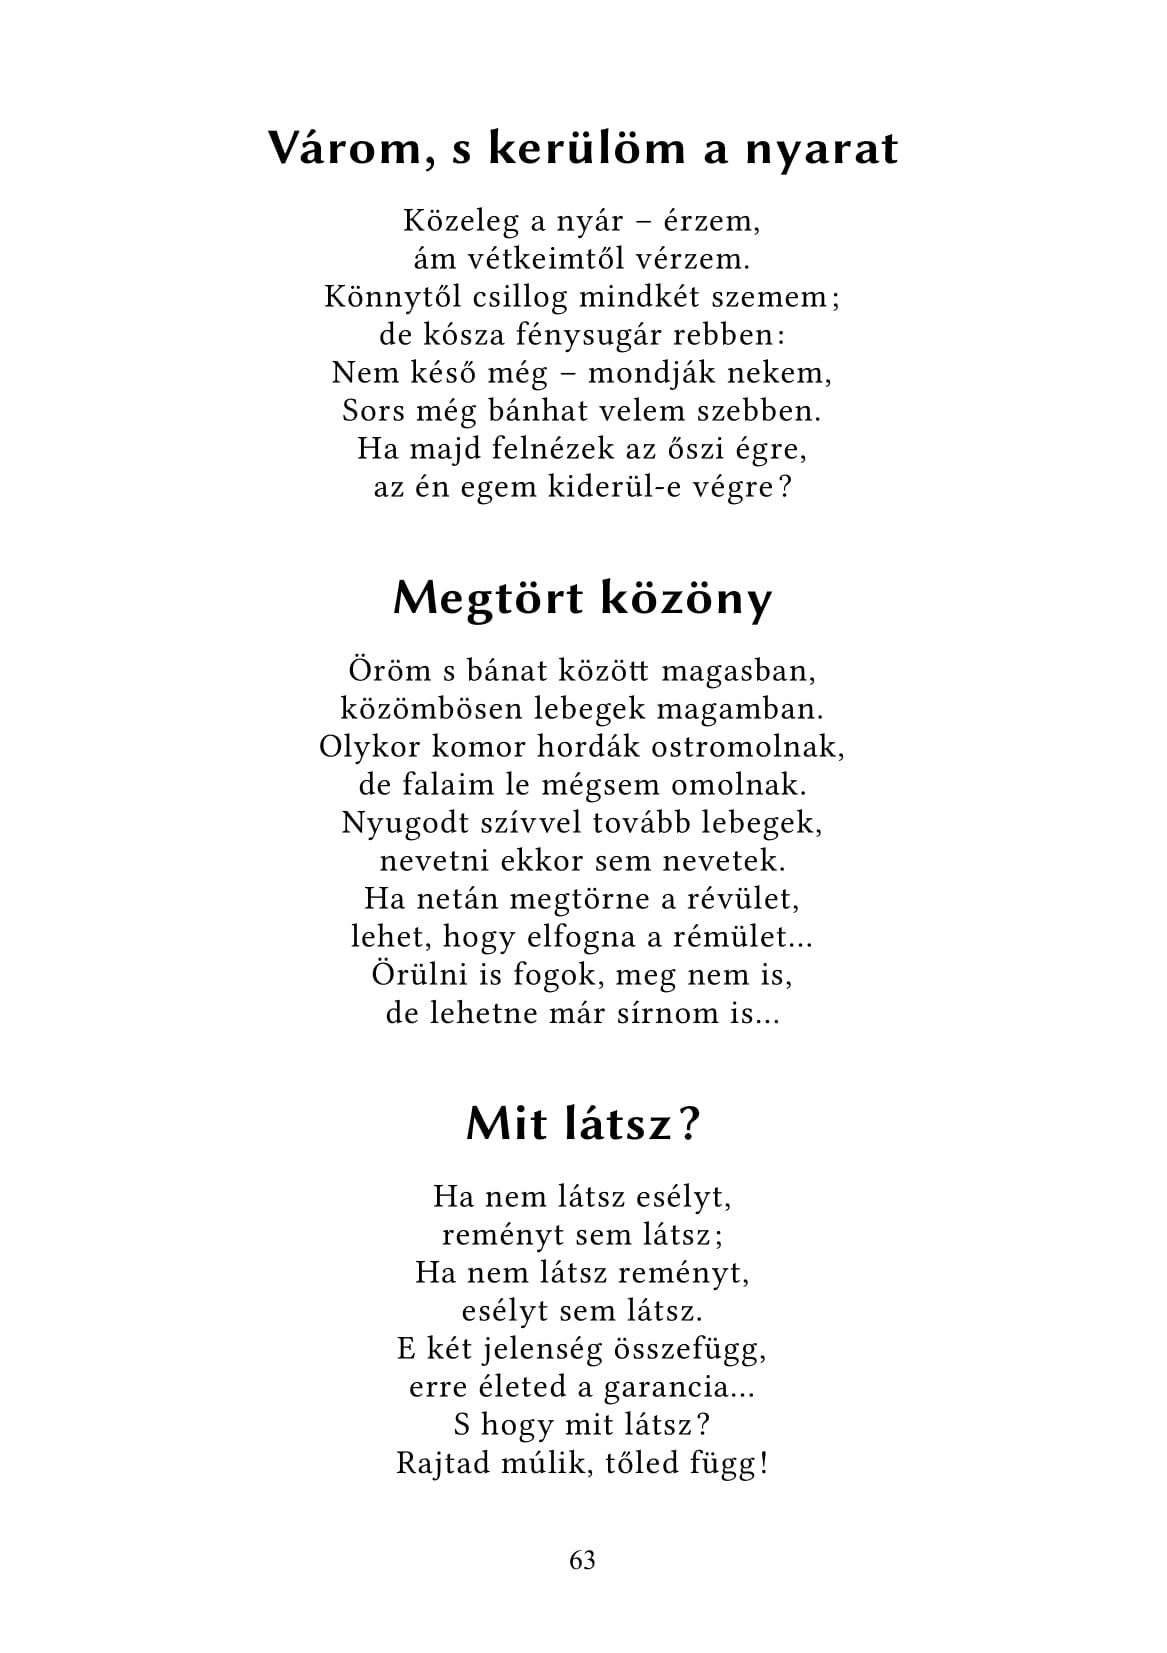 Várom, s kerülöm a nyarat
Közeleg a nyár – érzem,
ám vétkeimtől vérzem.
Könnytől csillog mindkét szemem;
de kósza fénysugár rebben:
Nem késő még – mondják nekem,
Sors még bánhat velem szebben.
Ha majd felnézek az őszi égre,
az én egem kiderül-e végre?
Megtört közöny
Öröm s bánat között magasban,
közömbösen lebegek magamban.
Olykor komor hordák ostromolnak,
de falaim le mégsem omolnak.
Nyugodt szívvel tovább lebegek,
nevetni ekkor sem nevetek.
Ha netán megtörne a révület,
lehet, hogy elfogna a rémület...
Örülni is fogok, meg nem is,
de lehetne már sírnom is...
Mit látsz?
Ha nem látsz esélyt,
reményt sem látsz;
Ha nem látsz reményt,
esélyt sem látsz.
E két jelenség összefügg,
erre életed a garancia...
S hogy mit látsz?
Rajtad múlik, tőled függ!
63